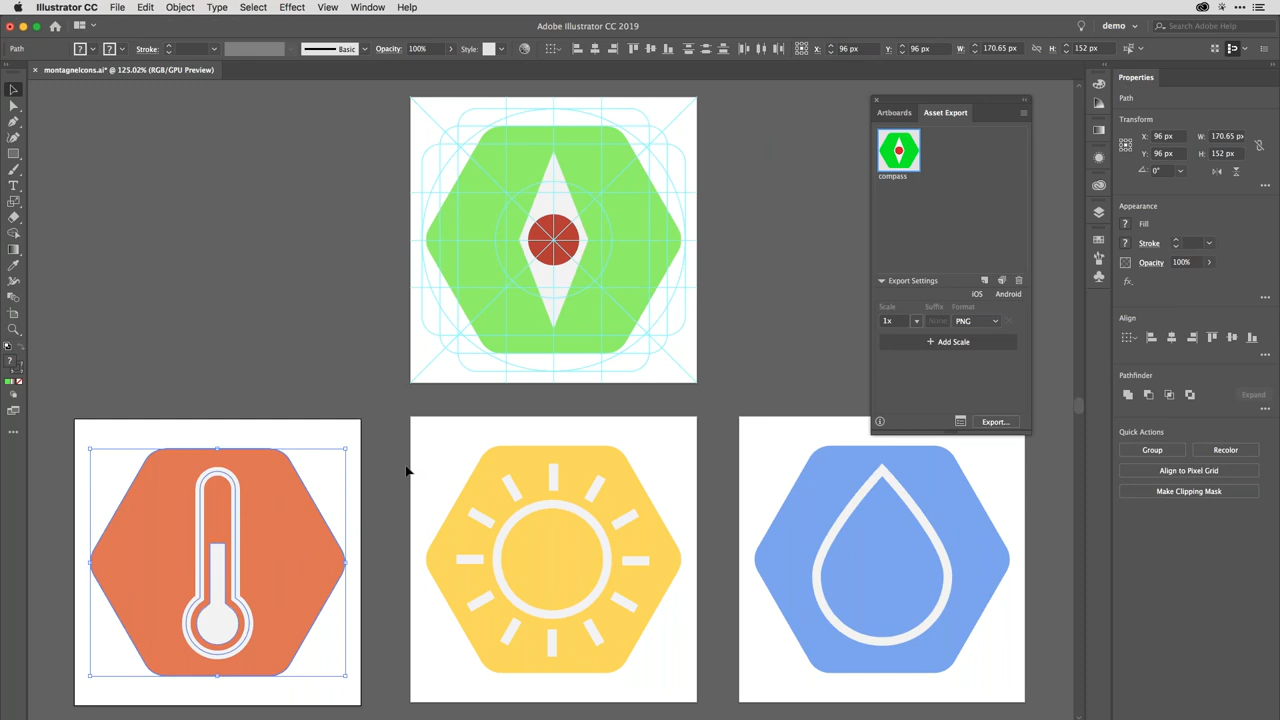 Illustrator CC File Edit Object Type Select Effect View Window Help
Adobe Illustrator CC 2019
demo
Search Adobe Help
Path ? ? Stroke: Basic Opacity: 100% Style: X: 96 px Y: 96 px W: 170.65 px H: 152 px
× montagneIcons.ai* @ 125.02% (RGB/GPU Preview)
Artboards Asset Export
compass
Export Settings
iOS Android
Scale Suffix Format
1x None PNG
+ Add Scale
Export...
Properties
Path
Transform
X: 96 px W: 170.65 px
Y: 96 px H: 152 px
0°
Appearance
? Fill
? Stroke
Opacity 100%
fx.
Align
Pathfinder
Expand
Quick Actions
Group Recolor
Align to Pixel Grid
Make Clipping Mask